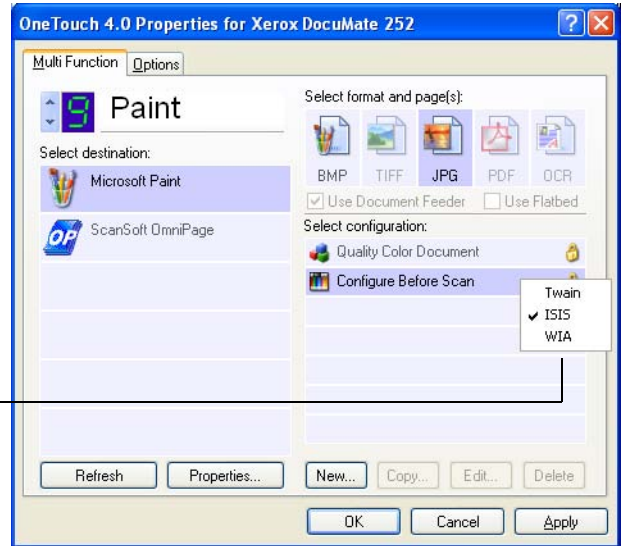 OneTouch 4.0 Properties for Xerox DocuMate 252
Multi Function
Options
9
Paint
Select destination:
Microsoft Paint
OP
ScanSoft OmniPage
Select format and page(s):
BMP
TIFF
JPG
PDF
OCR
Use Document Feeder
Use Flatbed
Select configuration:
Quality Color Document
Configure Before Scan
Twain
ISIS
WIA
Refresh
Properties...
New...
Copy...
Edit...
Delete
OK
Cancel
Apply